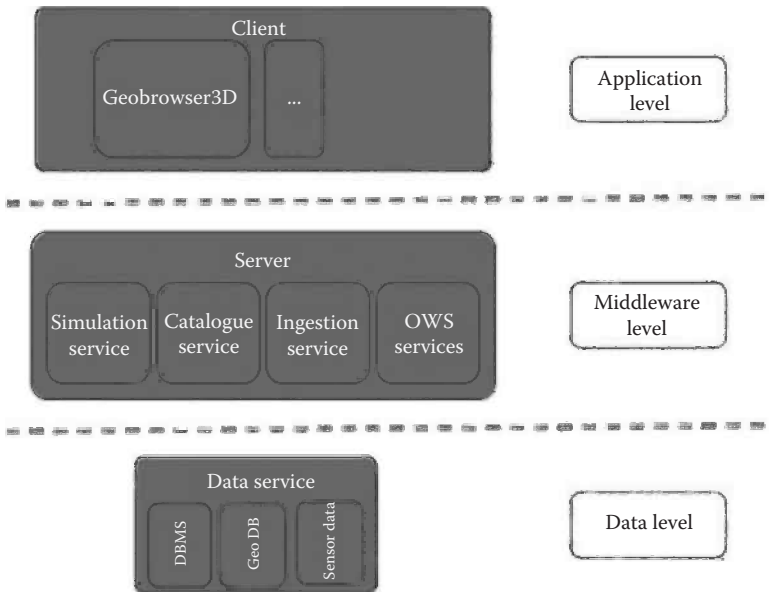 Client
Geobrowser3D
...
Application
level
Server
Simulation
service
Catalogue
service
Ingestion
service
OWS
services
Middleware
level
Data service
DBMS
Geo DB
Sensor data
Data level